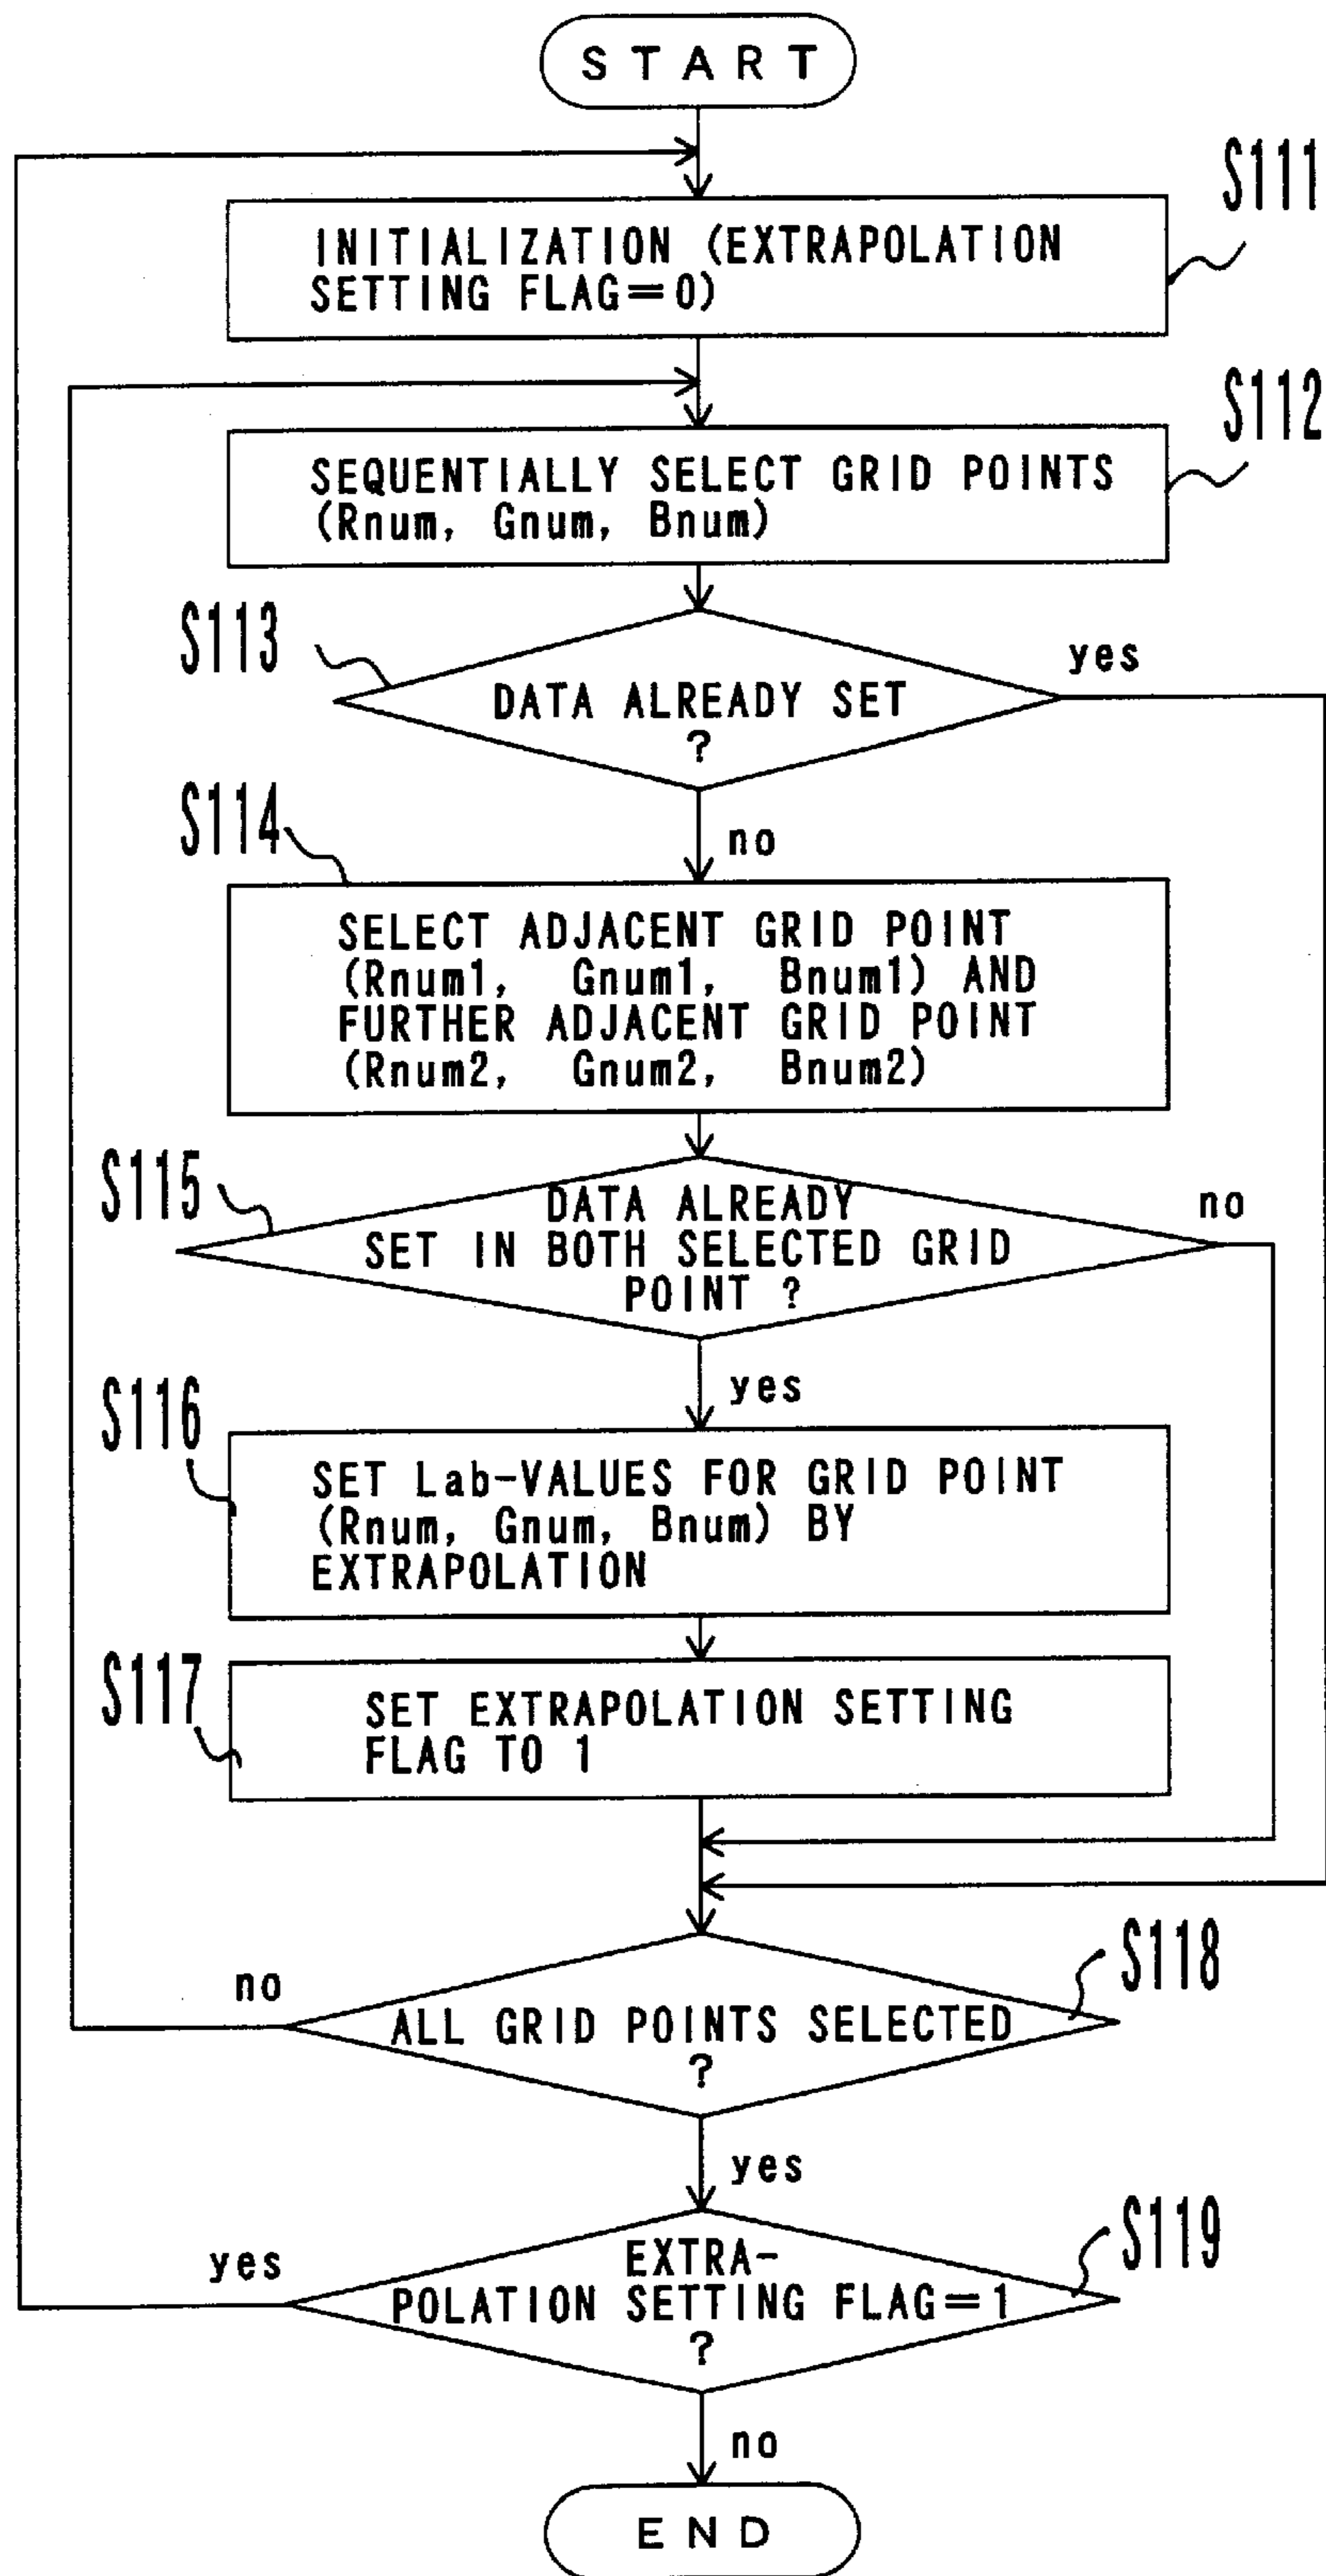 START
S111
INITIALIZATION (EXTRAPOLATION
SETTING FLAG=0)
S112
SEQUENTIALLY SELECT GRID POINTS
(Rnum, Gnum, Bnum)
S113
yes
DATA ALREADY SET
?
S114
no
SELECT ADJACENT GRID POINT
(Rnum1, Gnum1, Bnum1) AND
FURTHER ADJACENT GRID POINT
(Rnum2, Gnum2, Bnum2)
S115
no
DATA ALREADY
SET IN BOTH SELECTED GRID
POINT ?
yes
S116
SET Lab-VALUES FOR GRID POINT
(Rnum, Gnum, Bnum) BY
EXTRAPOLATION
S117
SET EXTRAPOLATION SETTING
FLAG TO 1
S118
no
ALL GRID POINTS SELECTED
?
yes
S119
yes
EXTRA-
POLATION SETTING FLAG=1
?
no
END